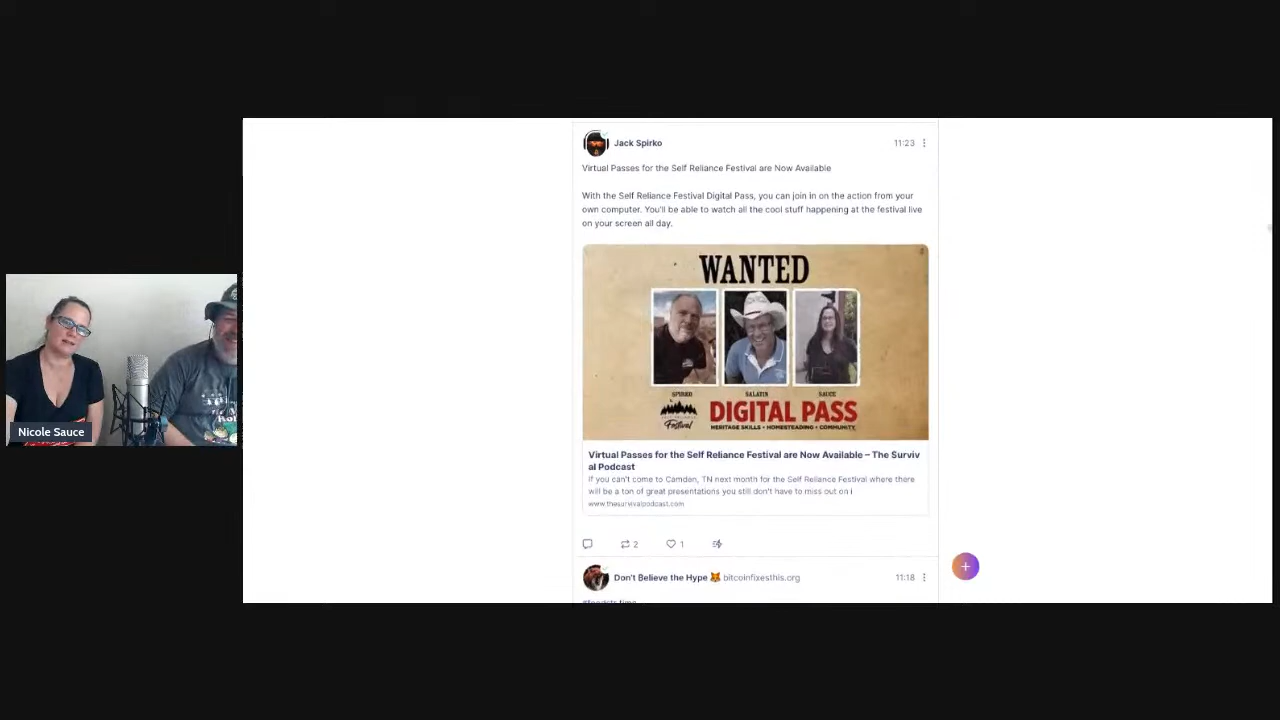 Jack Spirko
11:23
Virtual Passes for the Self Reliance Festival are Now Available
With the Self Reliance Festival Digital Pass, you can join in on the action from your
own computer. You'll be able to watch all the cool stuff happening at the festival live
on your screen all day.
WANTED
SPIRKO
SALATIN
SAUCE
Festival
DIGITAL PASS
HERITAGE SKILLS • HOMESTEADING • COMMUNITY
Virtual Passes for the Self Reliance Festival are Now Available – The Surviv
al Podcast
If you can't come to Camden, TN next month for the Self Reliance Festival where there
will be a ton of great presentations you still don't have to miss out on i
www.thesurvivalpodcast.com
2
1
Don't Believe the Hype 🦊 bitcoinfixesthis.org
11:18
Nicole Sauce